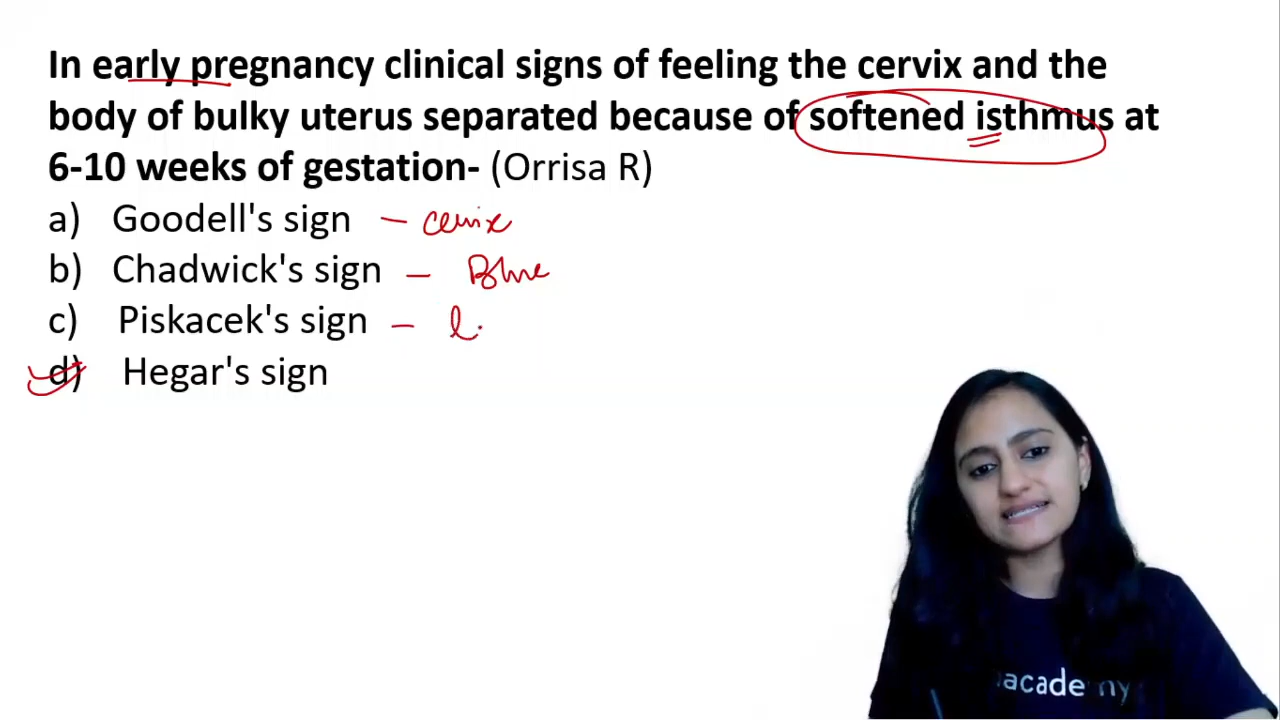 In early pregnancy clinical signs of feeling the cervix and the
body of bulky uterus separated because of softened isthmus at
6-10 weeks of gestation- (Orrisa R)
a) Goodell's sign – cervix
b) Chadwick's sign – Blue
c) Piskacek's sign – l.
d) Hegar's sign
academy